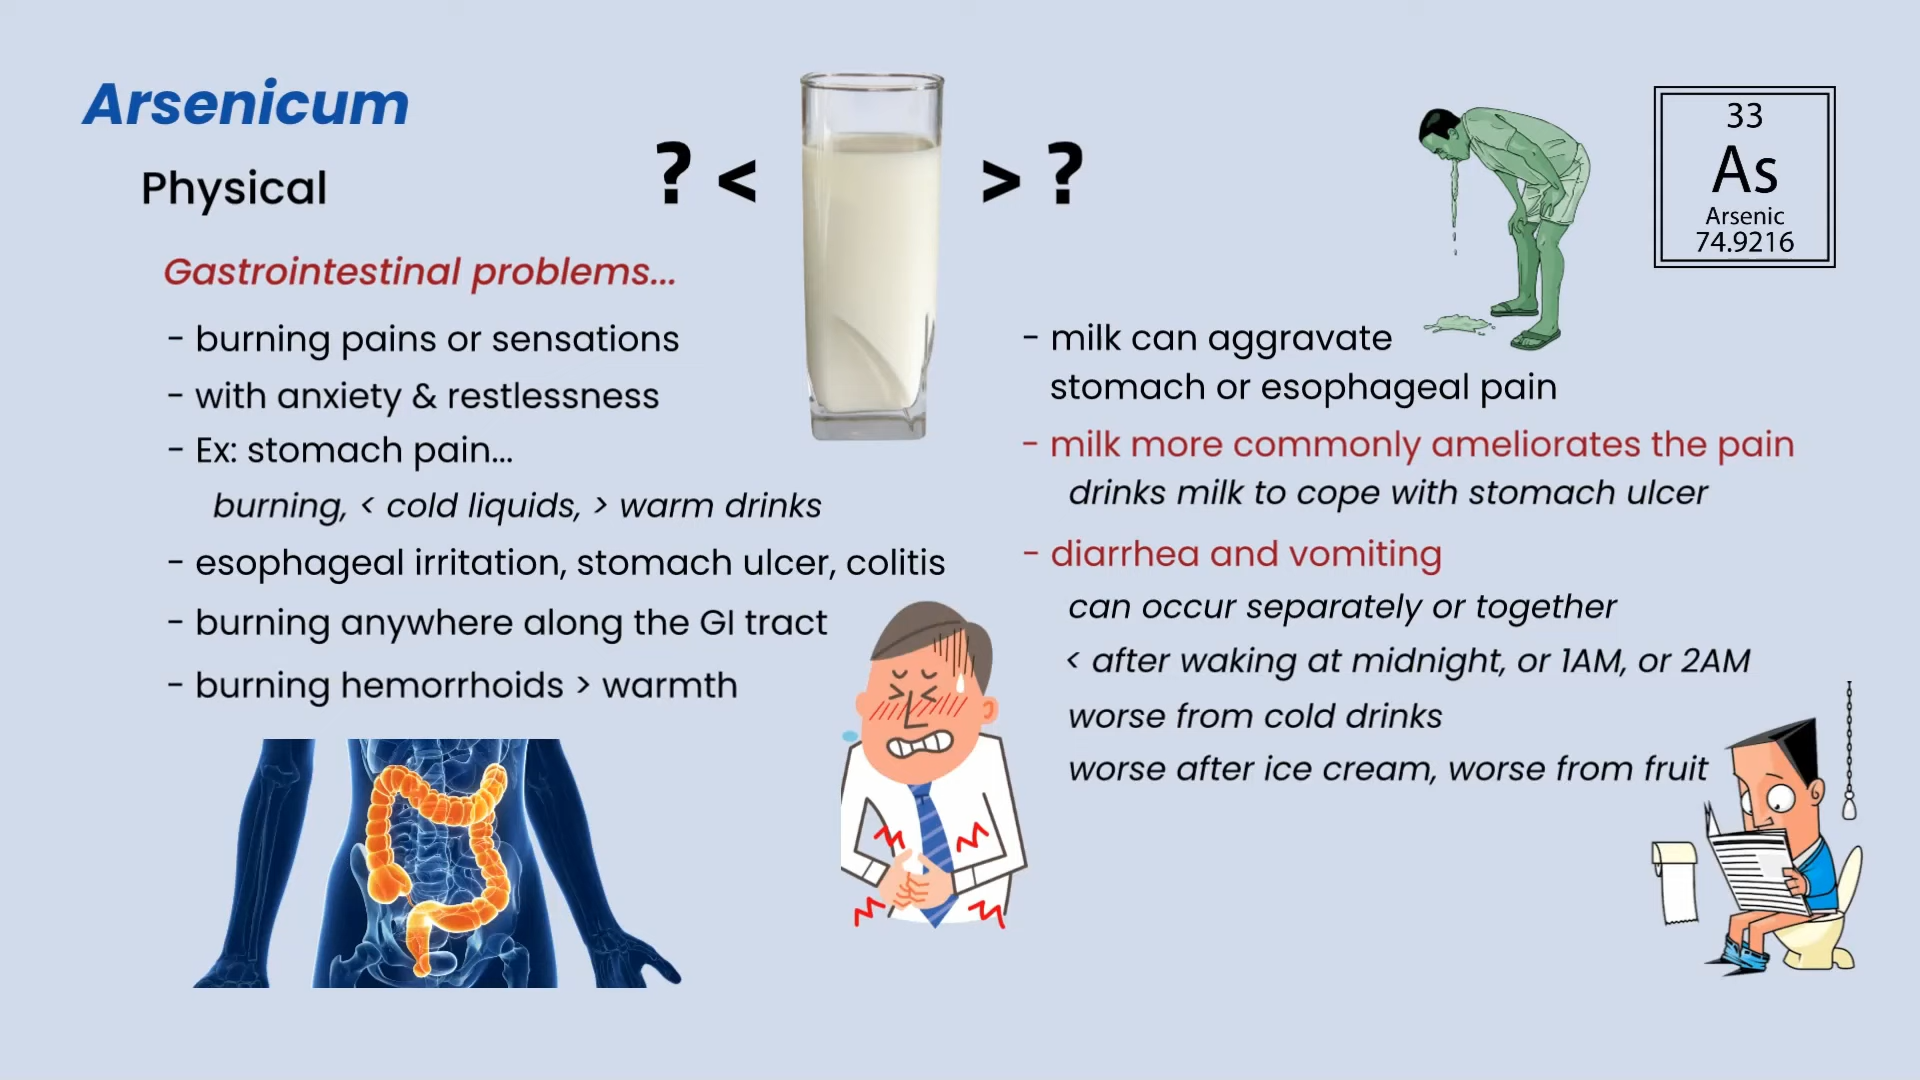 Arsenicum
Physical
? <
> ?
33
As
Arsenic
74.9216
Gastrointestinal problems...
- burning pains or sensations
- with anxiety & restlessness
- Ex: stomach pain...
burning, < cold liquids, > warm drinks
- esophageal irritation, stomach ulcer, colitis
- burning anywhere along the GI tract
- burning hemorrhoids > warmth
- milk can aggravate
stomach or esophageal pain
- milk more commonly ameliorates the pain
drinks milk to cope with stomach ulcer
- diarrhea and vomiting
can occur separately or together
< after waking at midnight, or 1AM, or 2AM
worse from cold drinks
worse after ice cream, worse from fruit